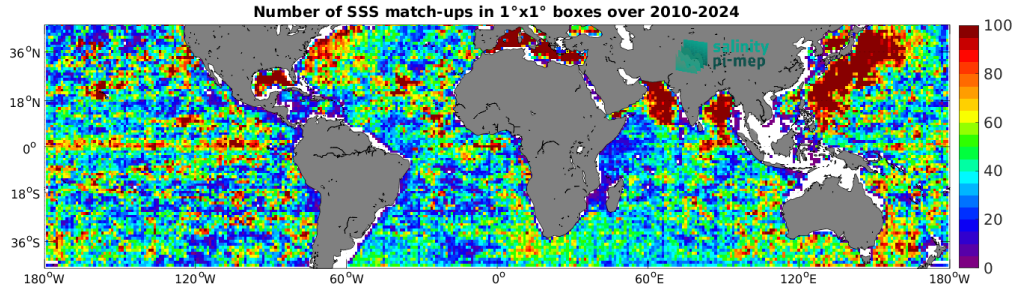 Number of SSS match-ups in 1°x1° boxes over 2010-2024
36°N
18°N
0°
18°S
36°S
180°W 120°W 60°W 0° 60°E 120°E 180°W
salinity
pi-mep
100
80
60
40
20
0